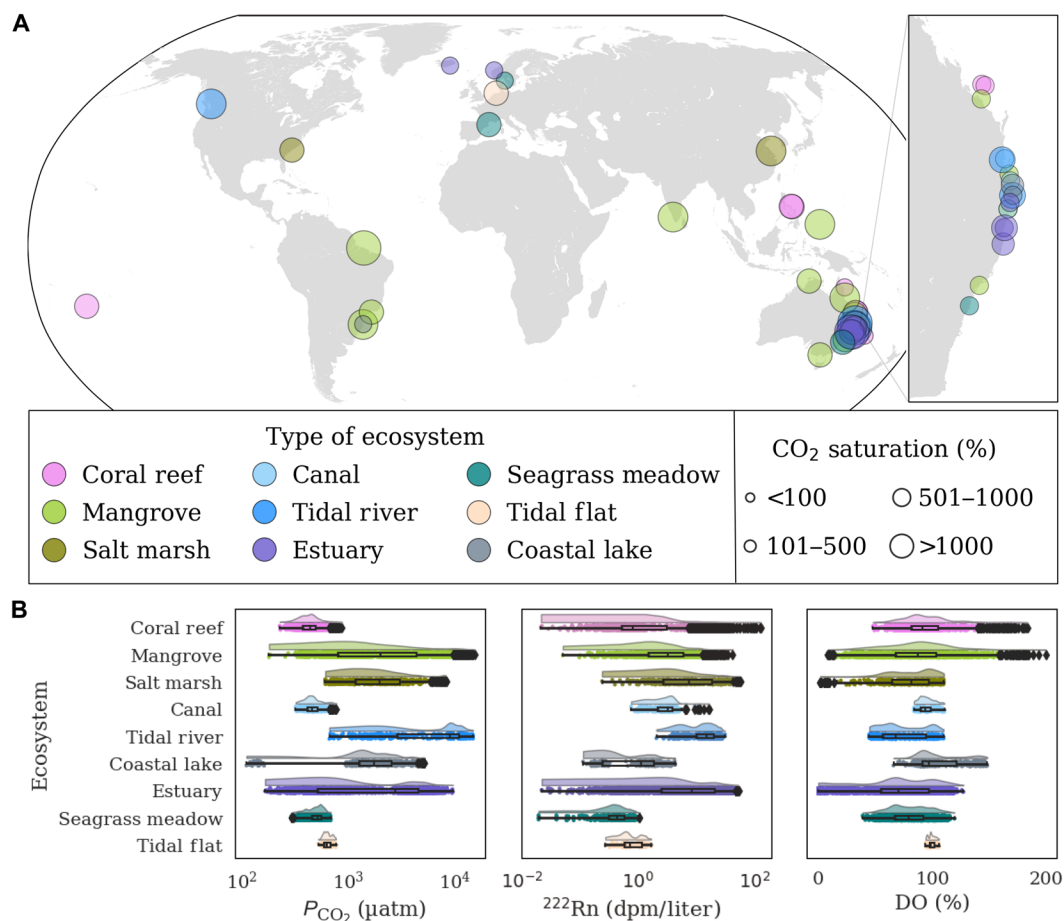 A
Type of ecosystem
Coral reef
Canal
Seagrass meadow
Mangrove
Tidal river
Tidal flat
Salt marsh
Estuary
Coastal lake
CO₂ saturation (%)
<100
501–1000
101–500
>1000
B
Ecosystem
Coral reef
Mangrove
Salt marsh
Canal
Tidal river
Coastal lake
Estuary
Seagrass meadow
Tidal flat
10² 10³ 10⁴
10⁻² 10⁰ 10²
0 100 200
P_CO₂ (µatm)
²²²Rn (dpm/liter)
DO (%)